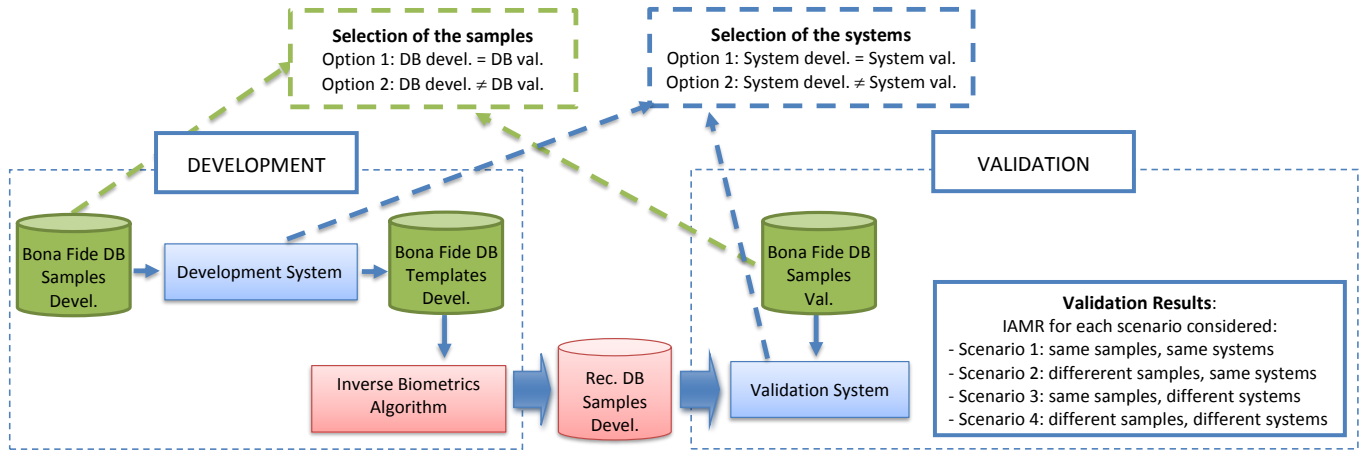 Selection of the samples
Option 1: DB devel. = DB val.
Option 2: DB devel. ≠ DB val.
Selection of the systems
Option 1: System devel. = System val.
Option 2: System devel. ≠ System val.
DEVELOPMENT
VALIDATION
Bona Fide DB
Samples
Devel.
Development System
Bona Fide DB
Templates
Devel.
Bona Fide DB
Samples
Val.
Inverse Biometrics
Algorithm
Rec. DB
Samples
Devel.
Validation System
Validation Results:
IAMR for each scenario considered:
- Scenario 1: same samples, same systems
- Scenario 2: differerent samples, same systems
- Scenario 3: same samples, different systems
- Scenario 4: different samples, different systems